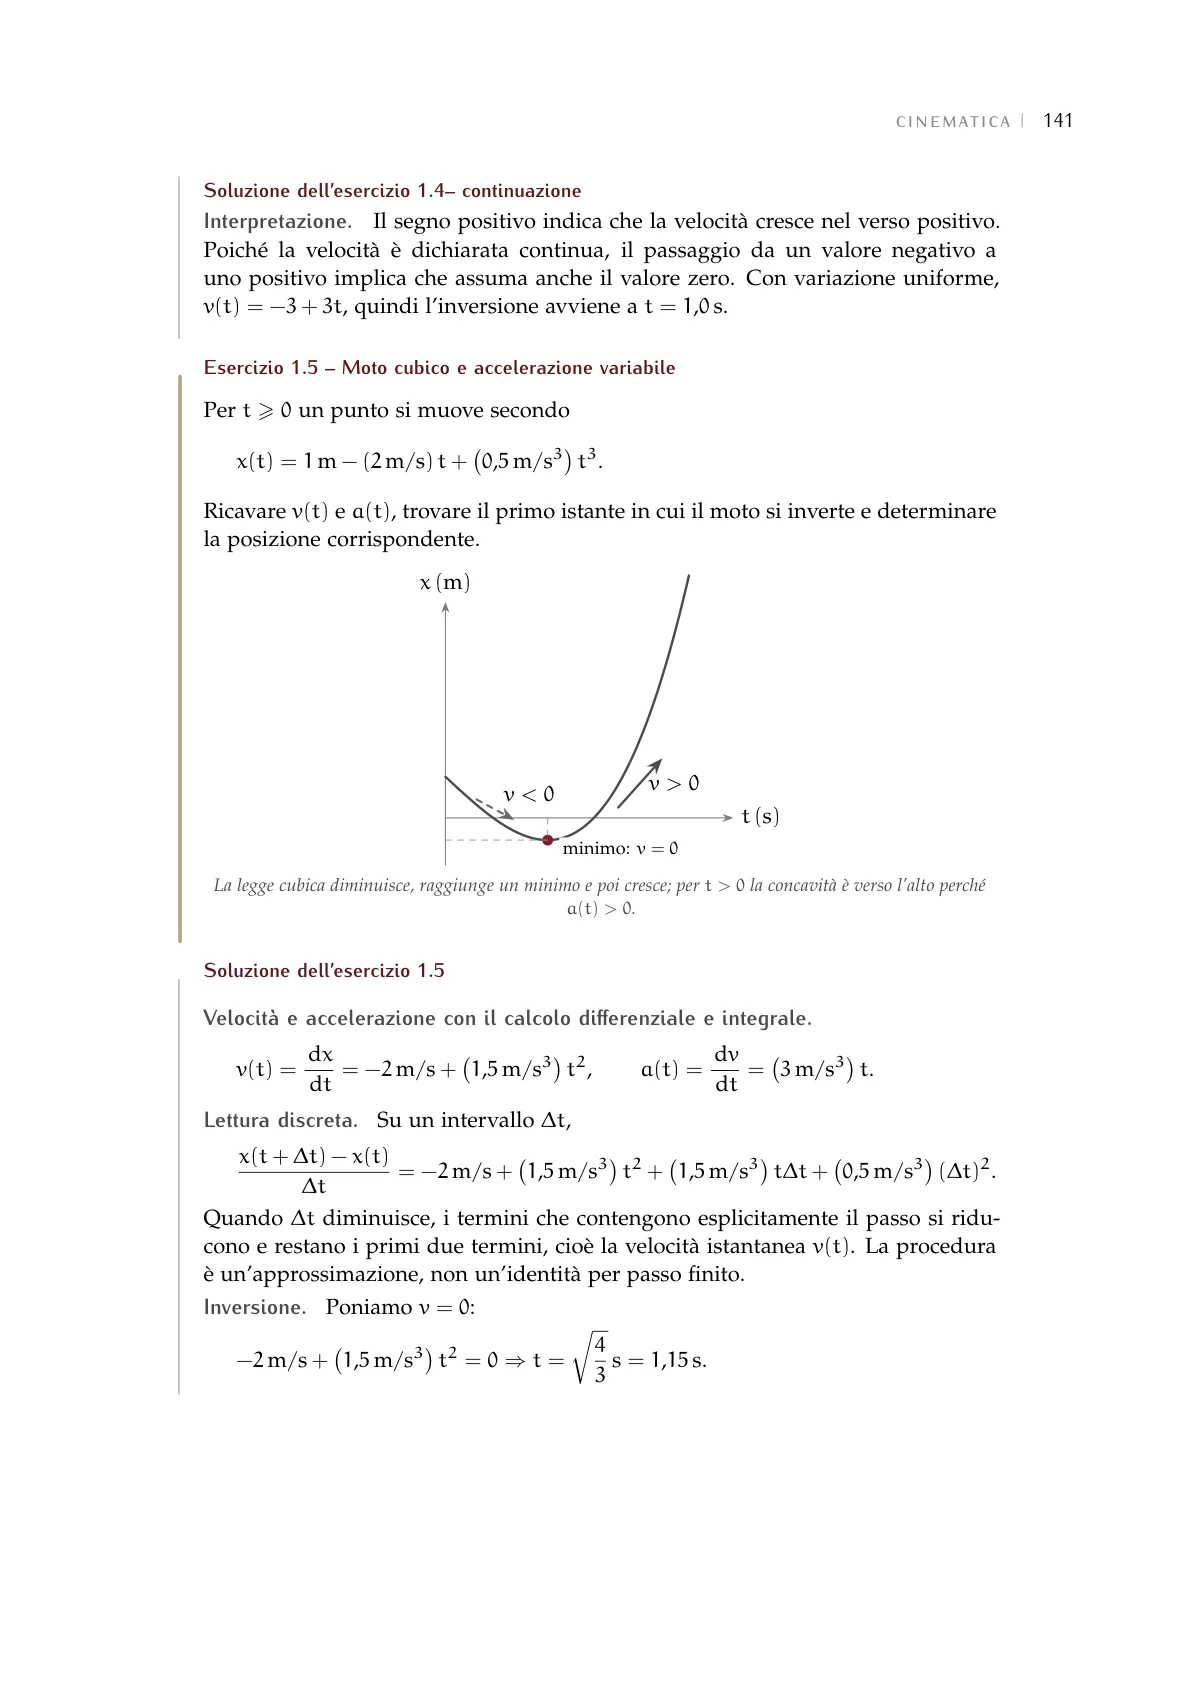 CINEMATICA | 141
Soluzione dell'esercizio 1.4– continuazione
Interpretazione. Il segno positivo indica che la velocità cresce nel verso positivo.
Poiché la velocità è dichiarata continua, il passaggio da un valore negativo a
uno positivo implica che assuma anche il valore zero. Con variazione uniforme,
v(t) = −3 + 3t, quindi l'inversione avviene a t = 1,0 s.
Esercizio 1.5 – Moto cubico e accelerazione variabile
Per t ⩾ 0 un punto si muove secondo
x(t) = 1 m − (2 m/s) t + (0,5 m/s³) t³.
Ricavare v(t) e a(t), trovare il primo istante in cui il moto si inverte e determinare
la posizione corrispondente.
x (m)
v < 0
v > 0
t (s)
minimo: v = 0
La legge cubica diminuisce, raggiunge un minimo e poi cresce; per t > 0 la concavità è verso l'alto perché
a(t) > 0.
Soluzione dell'esercizio 1.5
Velocità e accelerazione con il calcolo differenziale e integrale.
v(t) = dx/dt = −2 m/s + (1,5 m/s³) t², a(t) = dv/dt = (3 m/s³) t.
Lettura discreta. Su un intervallo Δt,
x(t + Δt) − x(t)/Δt = −2 m/s + (1,5 m/s³) t² + (1,5 m/s³) tΔt + (0,5 m/s³) (Δt)².
Quando Δt diminuisce, i termini che contengono esplicitamente il passo si ridu-
cono e restano i primi due termini, cioè la velocità istantanea v(t). La procedura
è un'approssimazione, non un'identità per passo finito.
Inversione. Poniamo v = 0:
−2 m/s + (1,5 m/s³) t² = 0 ⇒ t = √4/3 s = 1,15 s.